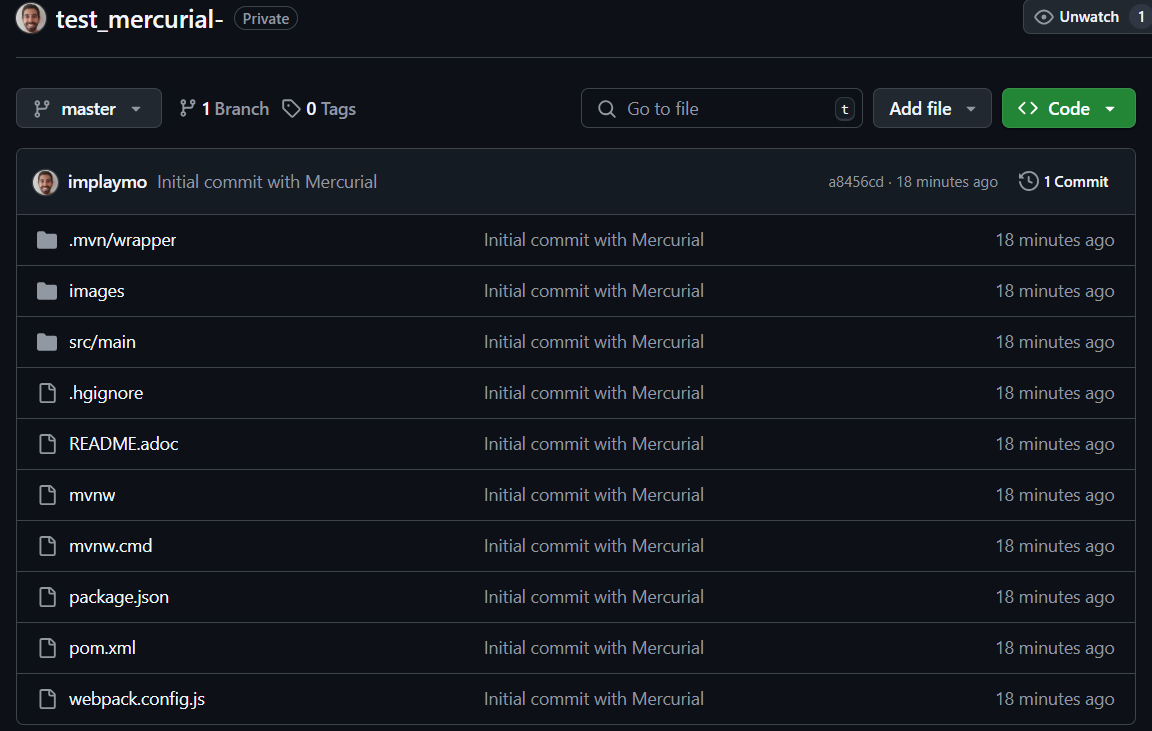 test_mercurial- Private Unwatch 1
master 1 Branch 0 Tags Go to file t Add file Code
implaymo Initial commit with Mercurial a8456cd · 18 minutes ago 1 Commit
.mvn/wrapper Initial commit with Mercurial 18 minutes ago
images Initial commit with Mercurial 18 minutes ago
src/main Initial commit with Mercurial 18 minutes ago
.hgignore Initial commit with Mercurial 18 minutes ago
README.adoc Initial commit with Mercurial 18 minutes ago
mvnw Initial commit with Mercurial 18 minutes ago
mvnw.cmd Initial commit with Mercurial 18 minutes ago
package.json Initial commit with Mercurial 18 minutes ago
pom.xml Initial commit with Mercurial 18 minutes ago
webpack.config.js Initial commit with Mercurial 18 minutes ago